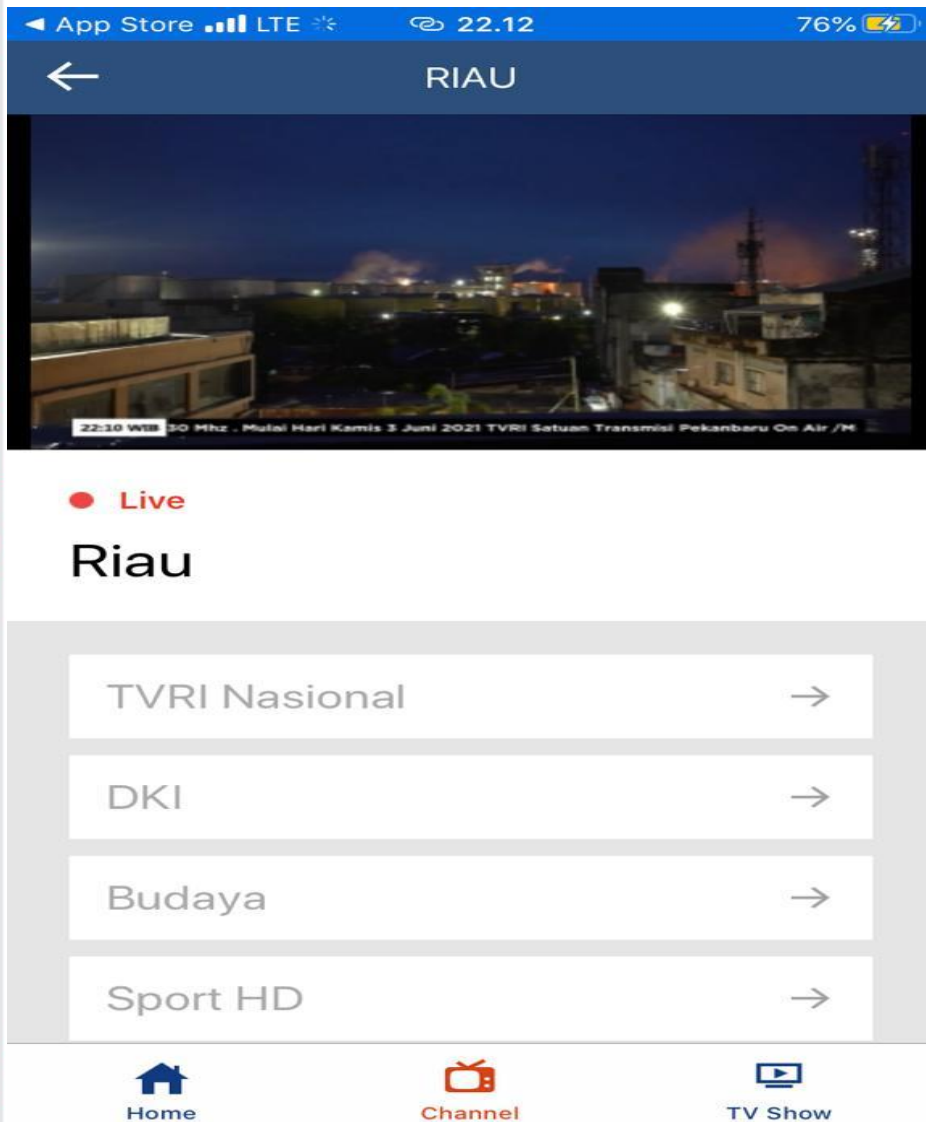 App Store LTE 22.12 76%
RIAU
22:10 WIB 30 Mhz . Mulai Hari Kamis 3 Juni 2021 TVRI Satuan Transmisi Pekanbaru On Air /M
Live
Riau
TVRI Nasional
DKI
Budaya
Sport HD
Home Channel TV Show